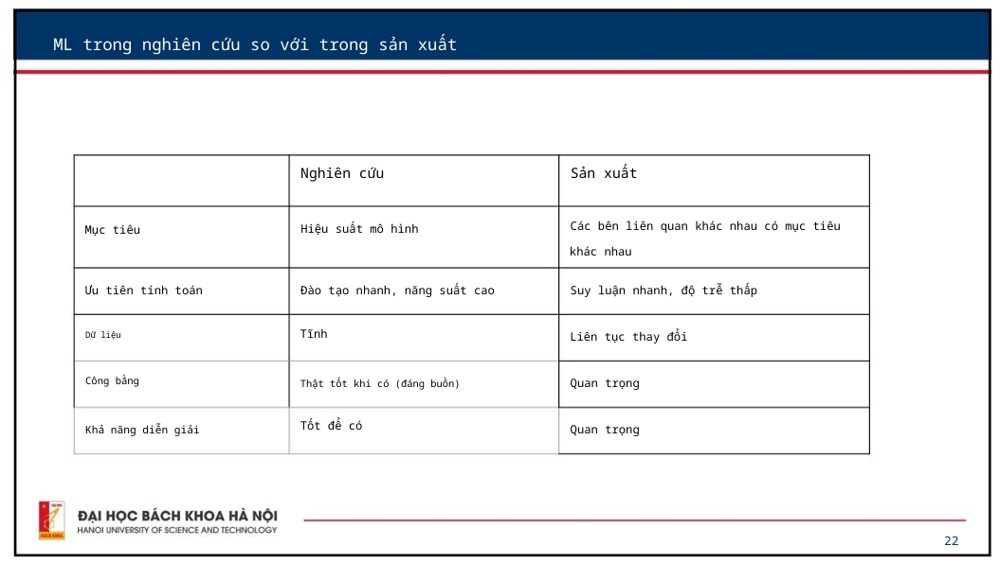 ML trong nghiên cứu so với trong sản xuất
Nghiên cứu
Sản xuất
Mục tiêu
Hiệu suất mô hình
Các bên liên quan khác nhau có mục tiêu
khác nhau
Ưu tiên tính toán
Đào tạo nhanh, năng suất cao
Suy luận nhanh, độ trễ thấp
Dữ liệu
Tĩnh
Liên tục thay đổi
Công bằng
Thật tốt khi có (đáng buồn)
Quan trọng
Khả năng diễn giải
Tốt để có
Quan trọng
ĐẠI HỌC BÁCH KHOA HÀ NỘI
HANOI UNIVERSITY OF SCIENCE AND TECHNOLOGY
22